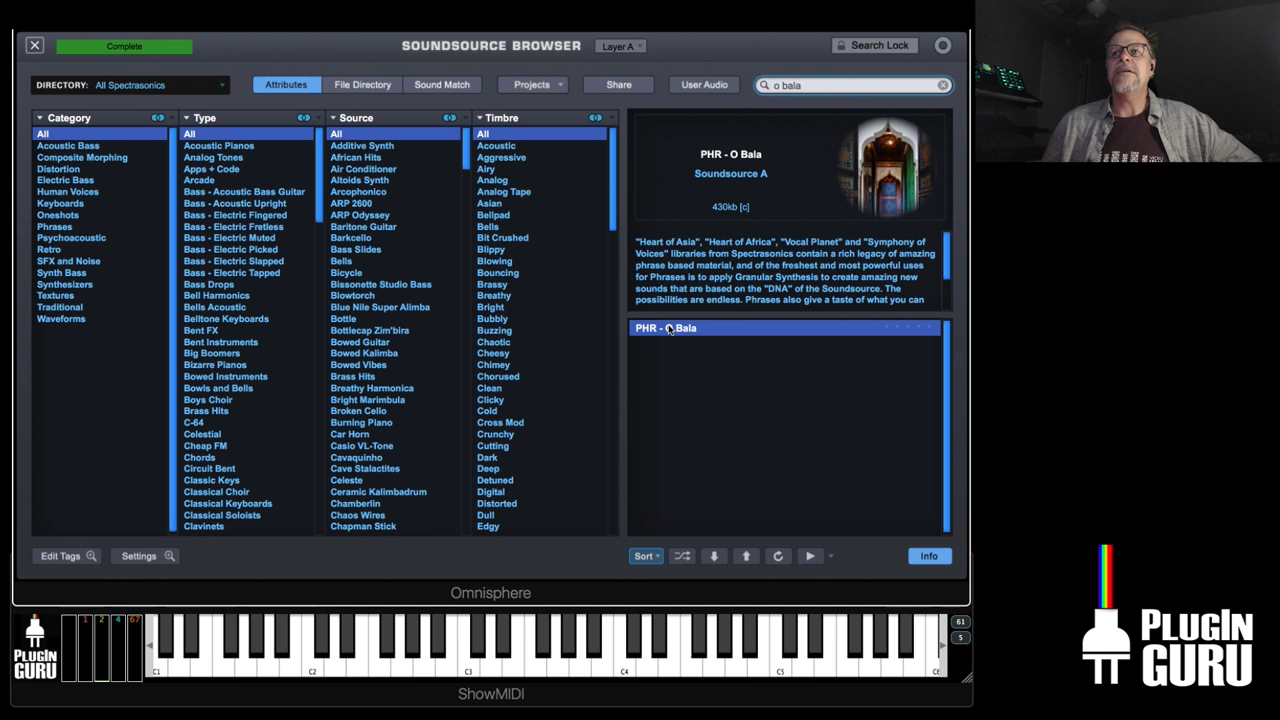 Complete
SOUNDSOURCE BROWSER
Layer A
Search Lock
DIRECTORY: All Spectrasonics
Attributes
File Directory
Sound Match
Projects
Share
User Audio
o bala
Category
All
Acoustic Bass
Composite Morphing
Distortion
Electric Bass
Human Voices
Keyboards
Oneshots
Phrases
Psychoacoustic
Retro
SFX and Noise
Synth Bass
Synthesizers
Textures
Traditional
Waveforms
Type
All
Acoustic Pianos
Analog Tones
Apps + Code
Arcade
Bass - Acoustic Bass Guitar
Bass - Acoustic Upright
Bass - Electric Fingered
Bass - Electric Fretless
Bass - Electric Muted
Bass - Electric Picked
Bass - Electric Slapped
Bass - Electric Tapped
Bass Drops
Bell Harmonics
Bells Acoustic
Belltone Keyboards
Bent FX
Bent Instruments
Big Boomers
Bizarre Pianos
Bowed Instruments
Bowls and Bells
Boys Choir
Brass Hits
C-64
Celestial
Cheap FM
Chords
Circuit Bent
Classic Keys
Classical Choir
Classical Keyboards
Classical Soloists
Clavinets
Source
All
Additive Synth
African Hits
Air Conditioner
Altoids Synth
Arcophonico
ARP 2600
ARP Odyssey
Baritone Guitar
Barkcello
Bass Slides
Bells
Bicycle
Bissonette Studio Bass
Blowtorch
Blue Nile Super Alimba
Bottle
Bottlecap Zim'bira
Bowed Guitar
Bowed Kalimba
Bowed Vibes
Brass Hits
Breathy Harmonica
Bright Marimbula
Broken Cello
Burning Piano
Car Horn
Casio VL-Tone
Cavaquinho
Cave Stalactites
Celeste
Ceramic Kalimbadrum
Chamberlin
Chaos Wires
Chapman Stick
Timbre
All
Acoustic
Aggressive
Airy
Analog
Analog Tape
Asian
Bellpad
Bells
Bit Crushed
Blippy
Blowing
Bouncing
Brassy
Breathy
Bright
Bubbly
Buzzing
Chaotic
Cheesy
Chimey
Chorused
Clean
Clicky
Cold
Cross Mod
Crunchy
Cutting
Dark
Deep
Detuned
Digital
Distorted
Dull
Edgy
PHR - O Bala
Soundsource A
430kb [c]
"Heart of Asia", "Heart of Africa", "Vocal Planet" and "Symphony of
Voices" libraries from Spectrasonics contain a rich legacy of amazing
phrase based material, and of the freshest and most powerful uses
for Phrases is to apply Granular Synthesis to create amazing new
sounds that are based on the "DNA" of the Soundsource. The
possibilities are endless. Phrases also give a taste of what you can
PHR - O Bala
Edit Tags
Settings
Sort
Info
Omnisphere
PLUGIN
GURU
1
2
4
67
C1
C2
C3
C4
C5
C6
61
5
ShowMIDI
PLUGIN
GURU